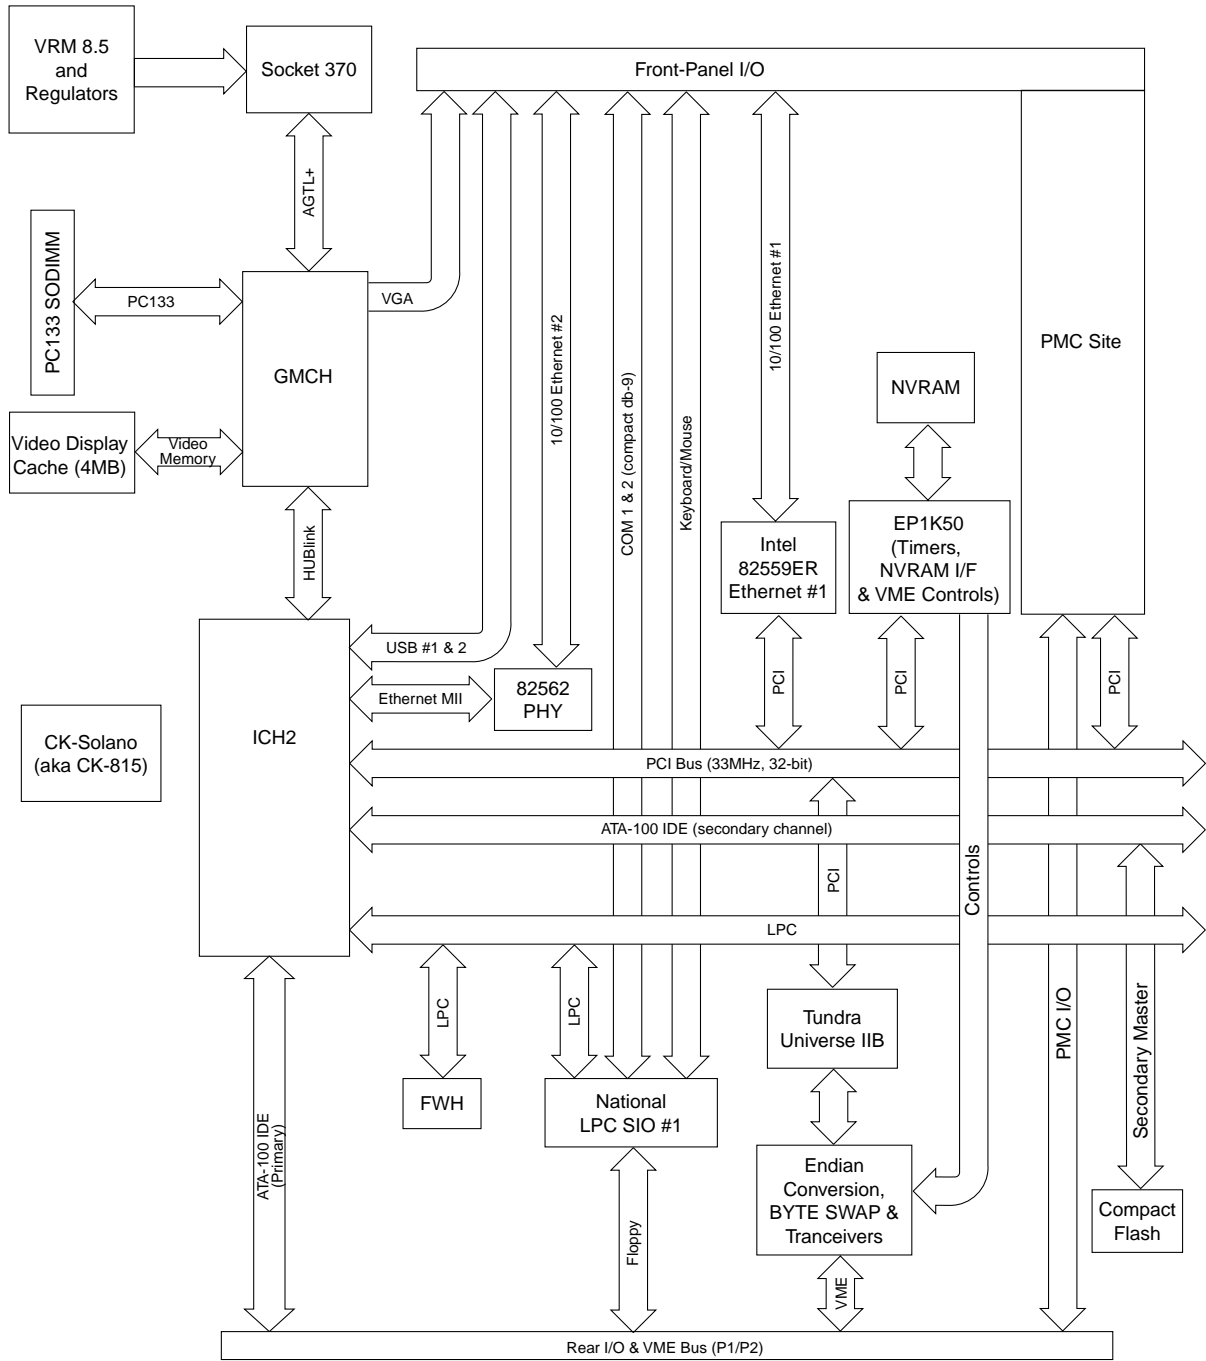 VRM 8.5
and
Regulators
Socket 370
Front-Panel I/O
AGTL+
PC133 SODIMM
PC133
VGA
GMCH
10/100 Ethernet #2
10/100 Ethernet #1
PMC Site
NVRAM
Video Display
Cache (4MB)
Video
Memory
COM 1 & 2 (compact db-9)
Keyboard/Mouse
HUBlink
Intel
82559ER
Ethernet #1
EP1K50
(Timers,
NVRAM I/F
& VME Controls)
USB #1 & 2
Ethernet MII
82562
PHY
PCI
PCI
PCI
CK-Solano
(aka CK-815)
ICH2
PCI Bus (33MHz, 32-bit)
ATA-100 IDE (secondary channel)
PCI
Controls
LPC
LPC
LPC
Tundra
Universe IIB
PMC I/O
Secondary Master
FWH
National
LPC SIO #1
ATA-100 IDE
(Primary)
Endian
Conversion,
BYTE SWAP &
Tranceivers
Compact
Flash
Floppy
VME
Rear I/O & VME Bus (P1/P2)